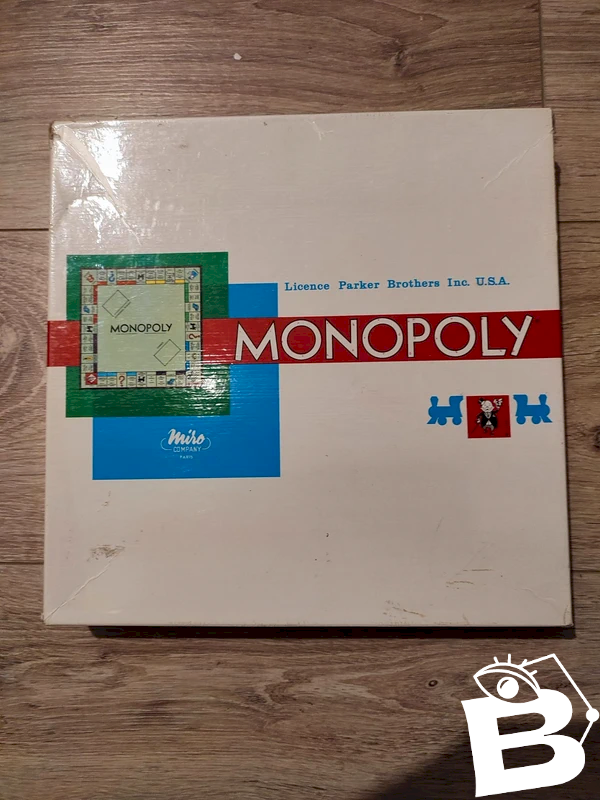 Licence Parker Brothers Inc. U.S.A.
MONOPOLY
MONOPOLY
Miro
COMPANY
PARIS
B